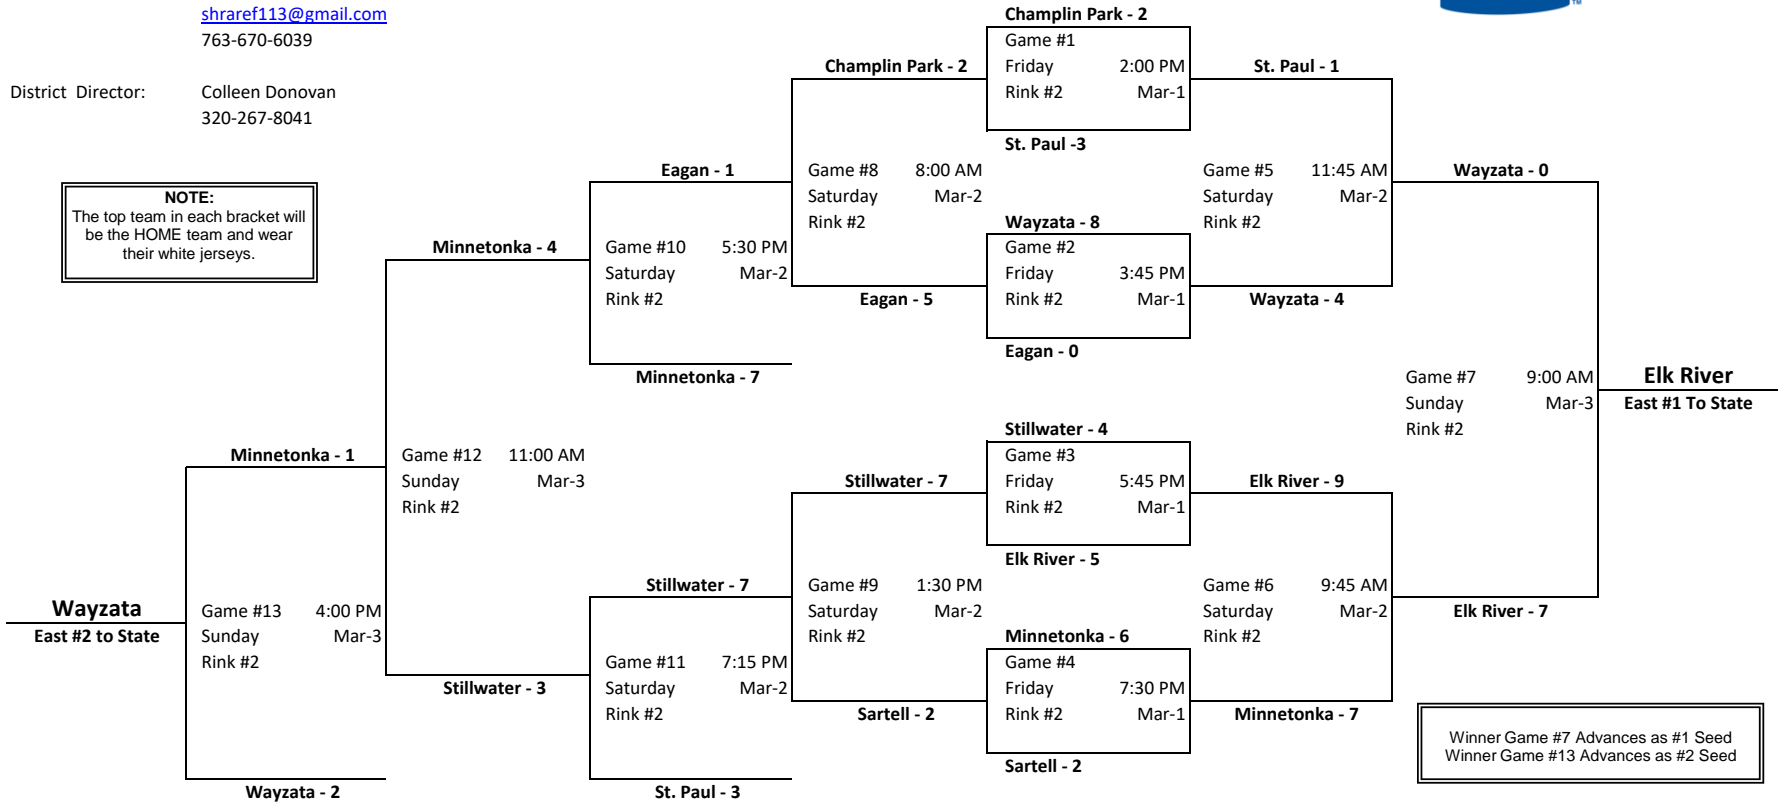 shraref113@gmail.com
763-670-6039
District Director: Colleen Donovan
320-267-8041
NOTE:
The top team in each bracket will
be the HOME team and wear
their white jerseys.
TM
Champlin Park - 2
Game #1
Friday 2:00 PM
Rink #2 Mar-1
St. Paul -3
Champlin Park - 2
St. Paul - 1
Eagan - 1
Game #8 8:00 AM
Saturday Mar-2
Rink #2
Game #5 11:45 AM
Saturday Mar-2
Rink #2
Wayzata - 0
Wayzata - 8
Game #2
Friday 3:45 PM
Rink #2 Mar-1
Eagan - 0
Minnetonka - 4
Game #10 5:30 PM
Saturday Mar-2
Rink #2
Eagan - 5
Wayzata - 4
Minnetonka - 7
Game #7 9:00 AM
Sunday Mar-3
Rink #2
Elk River
East #1 To State
Minnetonka - 1
Game #12 11:00 AM
Sunday Mar-3
Rink #2
Stillwater - 4
Game #3
Friday 5:45 PM
Rink #2 Mar-1
Elk River - 5
Stillwater - 7
Elk River - 9
Stillwater - 7
Game #9 1:30 PM
Saturday Mar-2
Rink #2
Game #6 9:45 AM
Saturday Mar-2
Rink #2
Elk River - 7
Wayzata
East #2 to State
Game #13 4:00 PM
Sunday Mar-3
Rink #2
Minnetonka - 6
Game #4
Friday 7:30 PM
Rink #2 Mar-1
Sartell - 2
Stillwater - 3
Game #11 7:15 PM
Saturday Mar-2
Rink #2
Sartell - 2
Minnetonka - 7
Wayzata - 2
St. Paul - 3
Winner Game #7 Advances as #1 Seed
Winner Game #13 Advances as #2 Seed